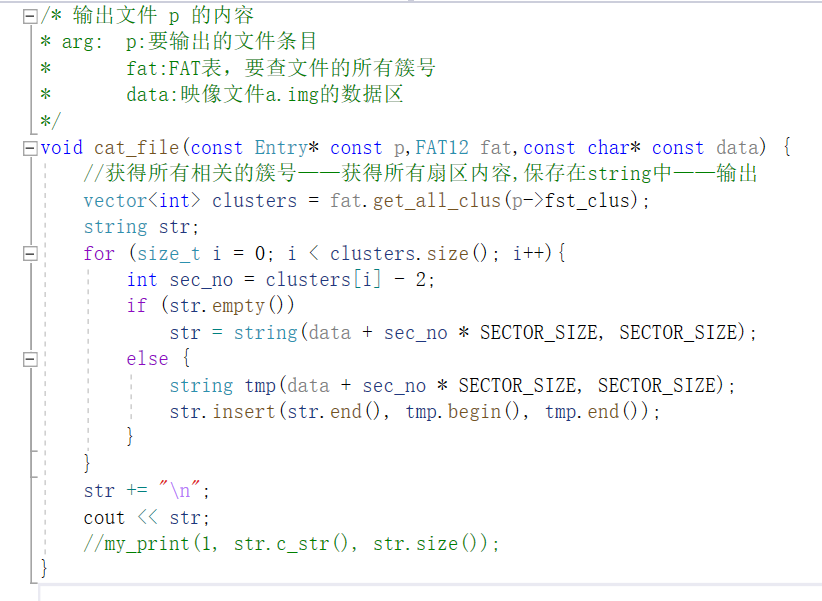 /* 输出文件 p 的内容
* arg:  p:要输出的文件条目
*       fat:FAT表，要查文件的所有簇号
*       data:映像文件a.img的数据区
*/
void cat_file(const Entry* const p,FAT12 fat,const char* const data) {
    //获得所有相关的簇号——获得所有扇区内容,保存在string中——输出
    vector<int> clusters = fat.get_all_clus(p->fst_clus);
    string str;
    for (size_t i = 0; i < clusters.size(); i++){
        int sec_no = clusters[i] - 2;
        if (str.empty())
            str = string(data + sec_no * SECTOR_SIZE, SECTOR_SIZE);
        else {
            string tmp(data + sec_no * SECTOR_SIZE, SECTOR_SIZE);
            str.insert(str.end(), tmp.begin(), tmp.end());
        }
    }
    str += "\n";
    cout << str;
    //my_print(1, str.c_str(), str.size());
}